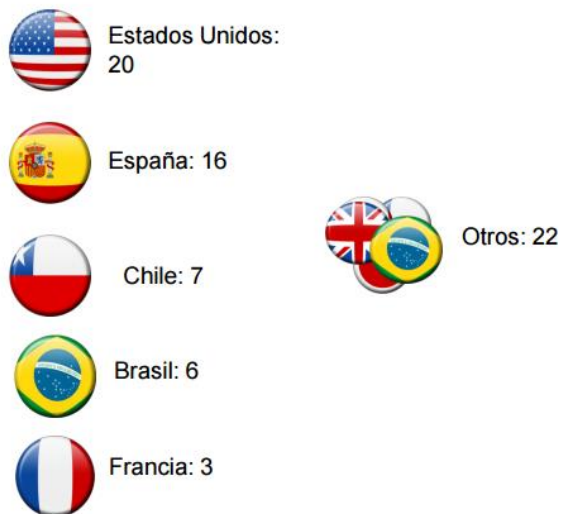 Estados Unidos:
20
España: 16
Chile: 7
Brasil: 6
Francia: 3
Otros: 22